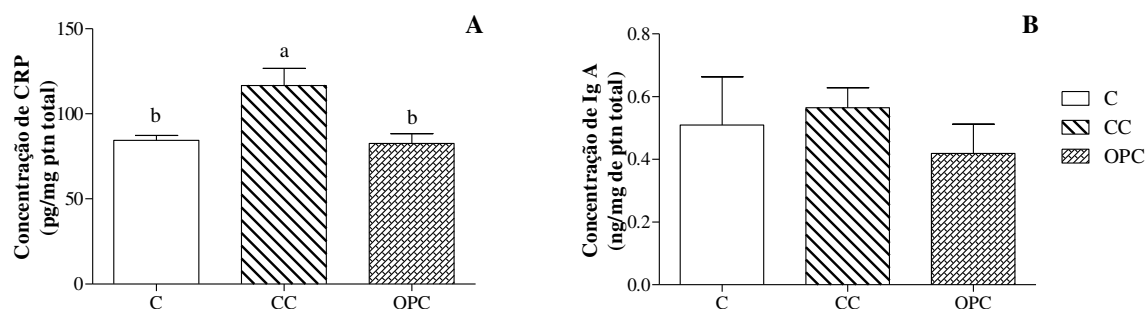 A
Concentração de CRP
(pg/mg ptn total)
150
100
50
0
b
a
b
C
CC
OPC
B
Concentração de Ig A
(ng/mg de ptn total)
0.8
0.6
0.4
0.2
0.0
C
CC
OPC
C
CC
OPC